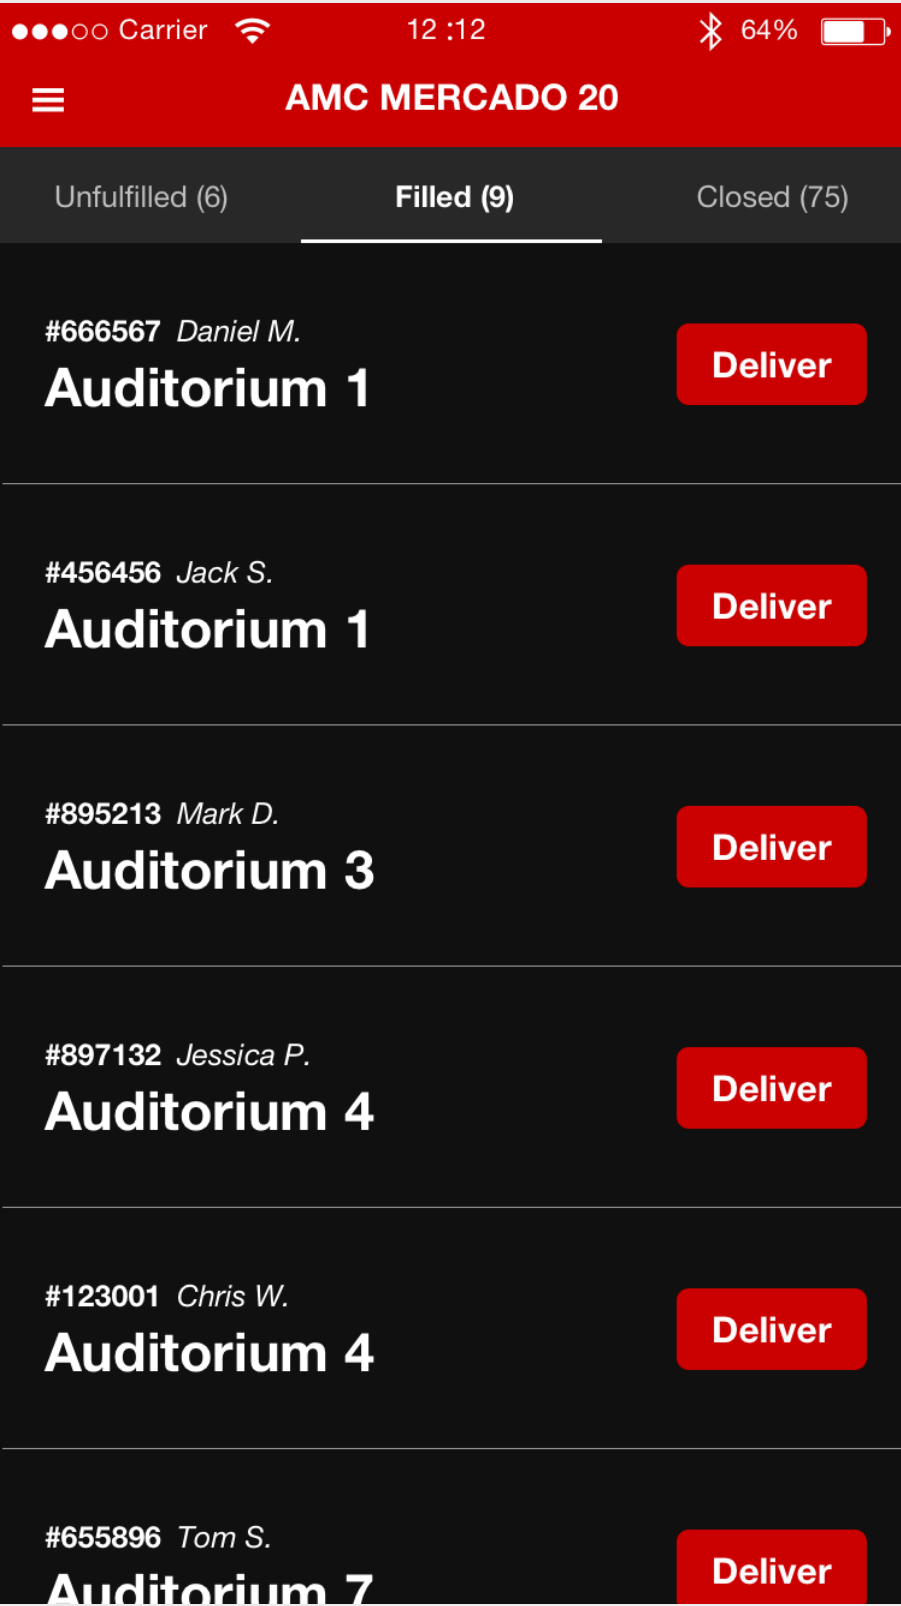 Carrier 12 :12 64%
AMC MERCADO 20
Unfulfilled (6) Filled (9) Closed (75)
#666567 Daniel M.
Auditorium 1
Deliver
#456456 Jack S.
Auditorium 1
Deliver
#895213 Mark D.
Auditorium 3
Deliver
#897132 Jessica P.
Auditorium 4
Deliver
#123001 Chris W.
Auditorium 4
Deliver
#655896 Tom S.
Auditorium 7
Deliver